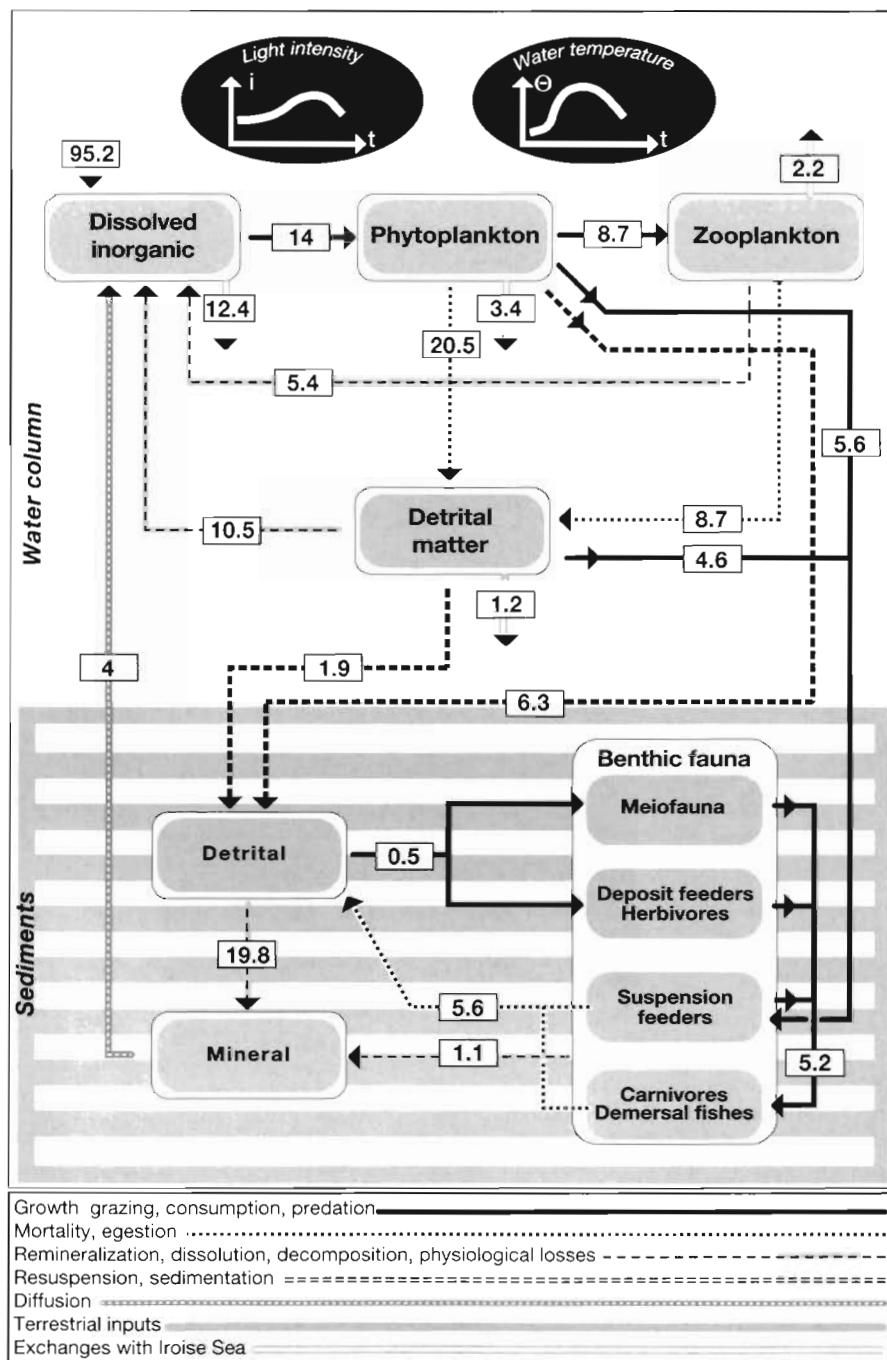 Light intensity
i
t
Water temperature
Θ
t
95.2
2.2
Dissolved
inorganic
14
Phytoplankton
8.7
Zooplankton
12.4
3.4
20.5
5.4
5.6
Water column
Detrital
matter
8.7
10.5
4.6
1.2
4
1.9
6.3
Benthic fauna
Meiofauna
Detrital
0.5
Deposit feeders
Herbivores
Sediments
19.8
5.6
Suspension
feeders
Mineral
1.1
5.2
Carnivores
Demersal fishes
Growth grazing, consumption, predation
Mortality, egestion
Remineralization, dissolution, decomposition, physiological losses
Resuspension, sedimentation
Diffusion
Terrestrial inputs
Exchanges with Iroise Sea